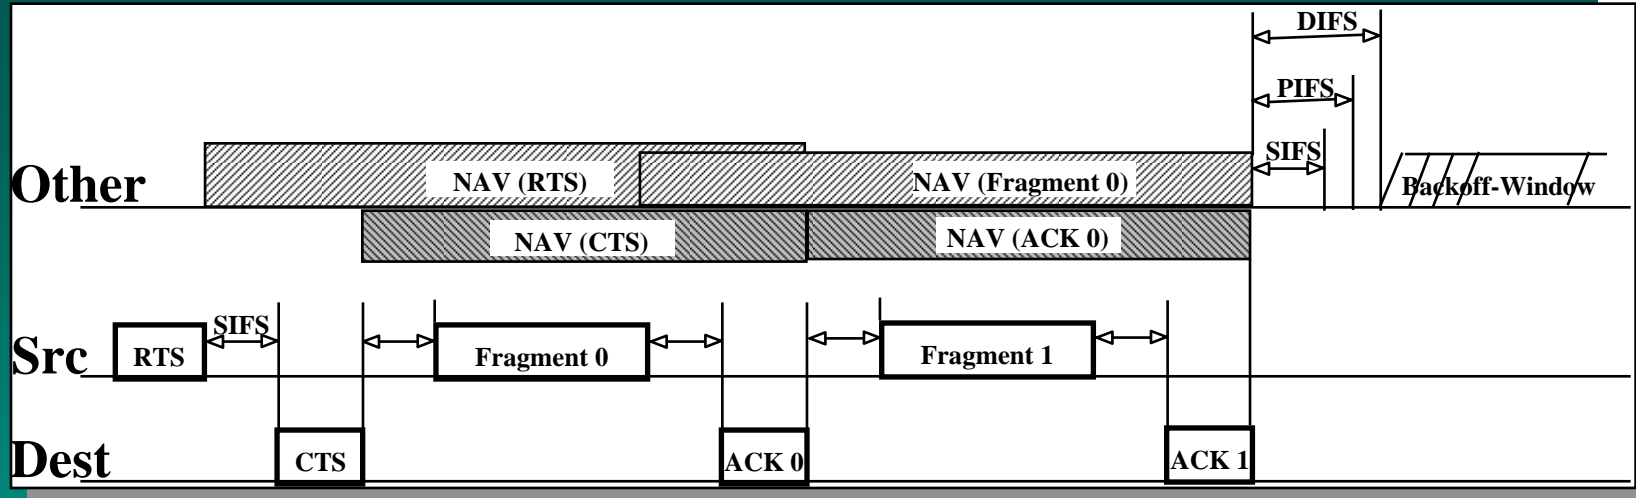 DIFS
PIFS
SIFS
Other
NAV (RTS)
NAV (Fragment 0)
Backoff-Window
NAV (CTS)
NAV (ACK 0)
Src
RTS
SIFS
Fragment 0
Fragment 1
Dest
CTS
ACK 0
ACK 1